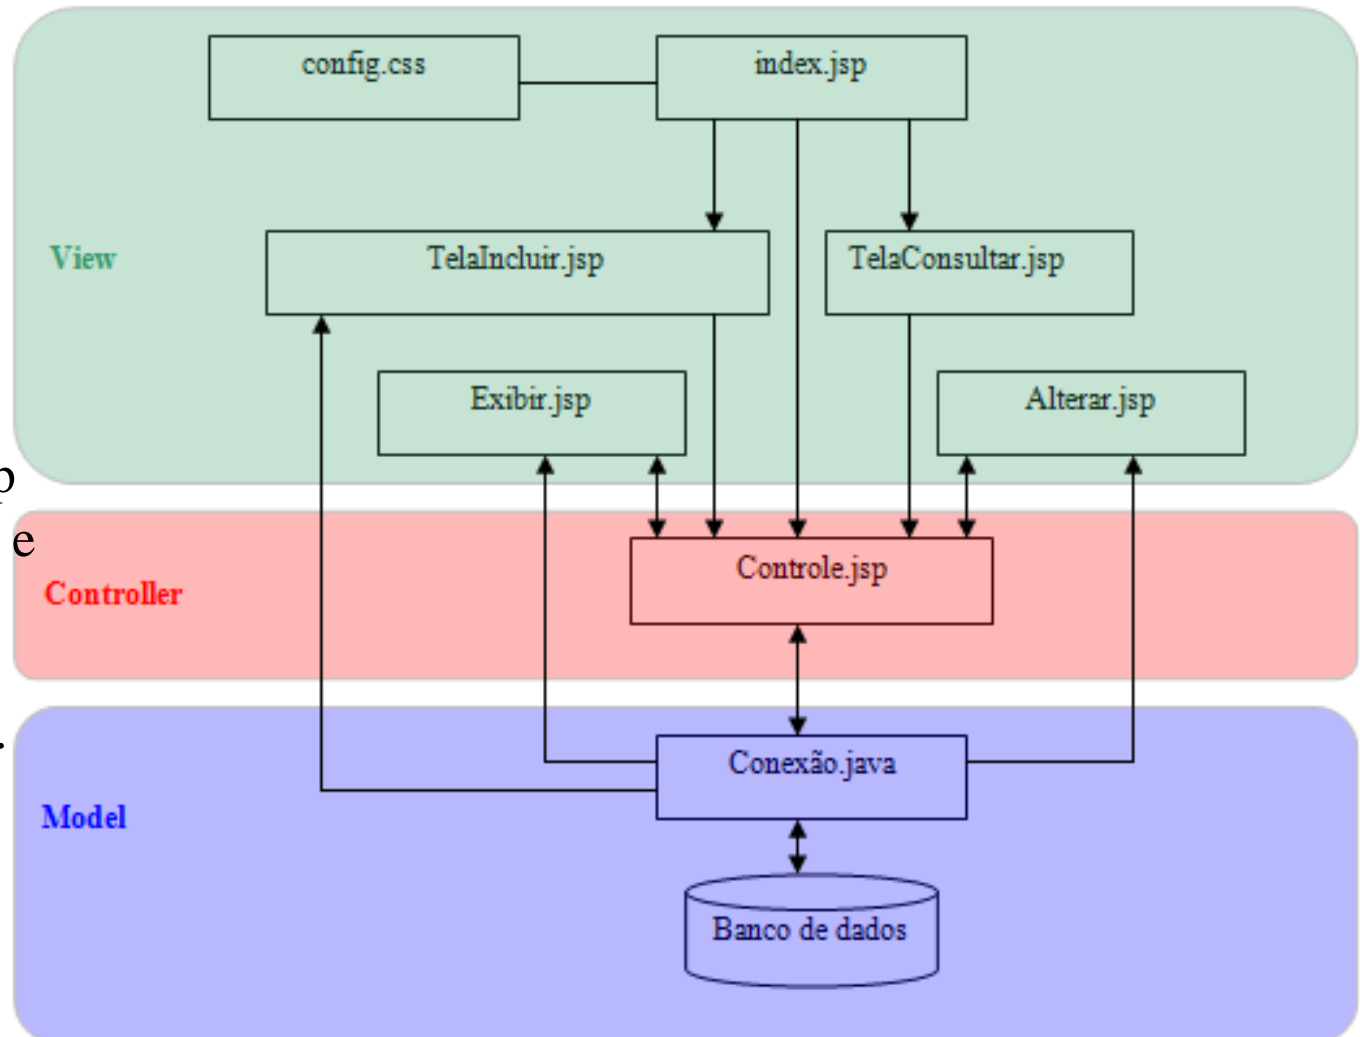 config.css
index.jsp
View
TelaIncluir.jsp
TelaConsultar.jsp
Exibir.jsp
Alterar.jsp
p
e
Controle.jsp
Controller
.
Conexão.java
Model
Banco de dados